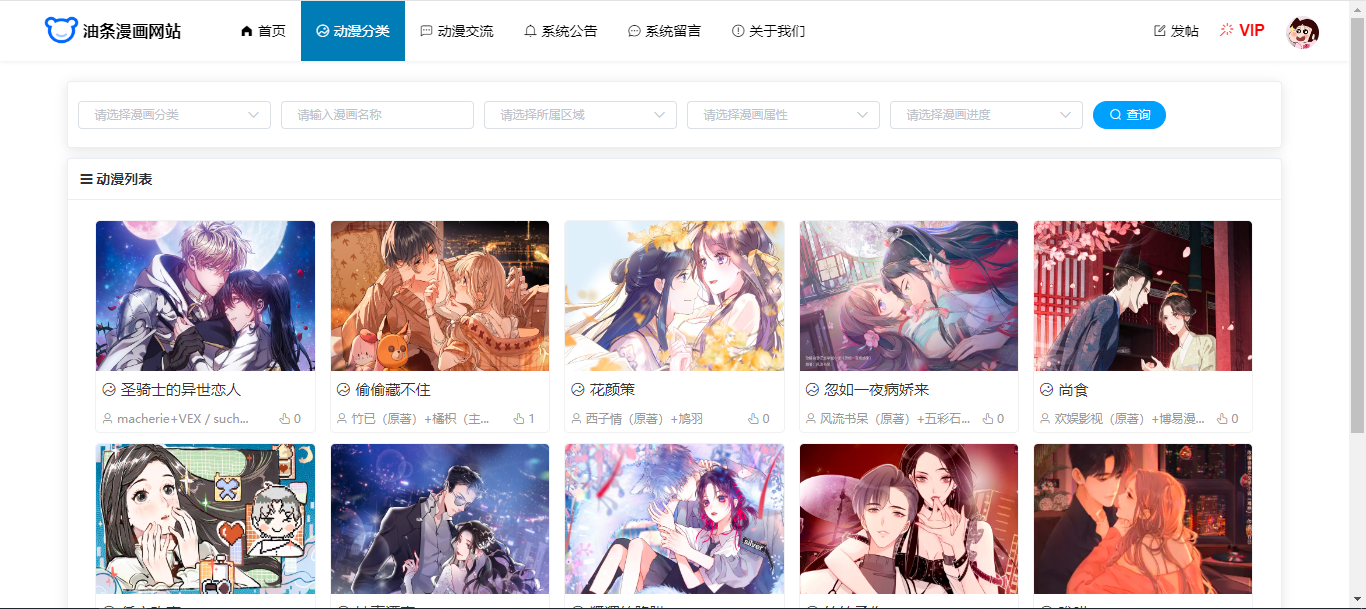 油条漫画网站 首页 动漫分类 动漫交流 系统公告 系统留言 关于我们 发帖 VIP
请选择漫画分类 请输入漫画名称 请选择所属区域 请选择漫画属性 请选择漫画进度 查询
动漫列表
圣骑士的异世恋人 偷偷藏不住 花颜策 忽如一夜病娇来 尚食
macherie+VEX / such... 0 竹已（原著）+橘枳（主... 1 西子情（原著）+鸠羽 0 风流书呆（原著）+五彩石... 0 欢娱影视（原著）+博易漫... 0
silver